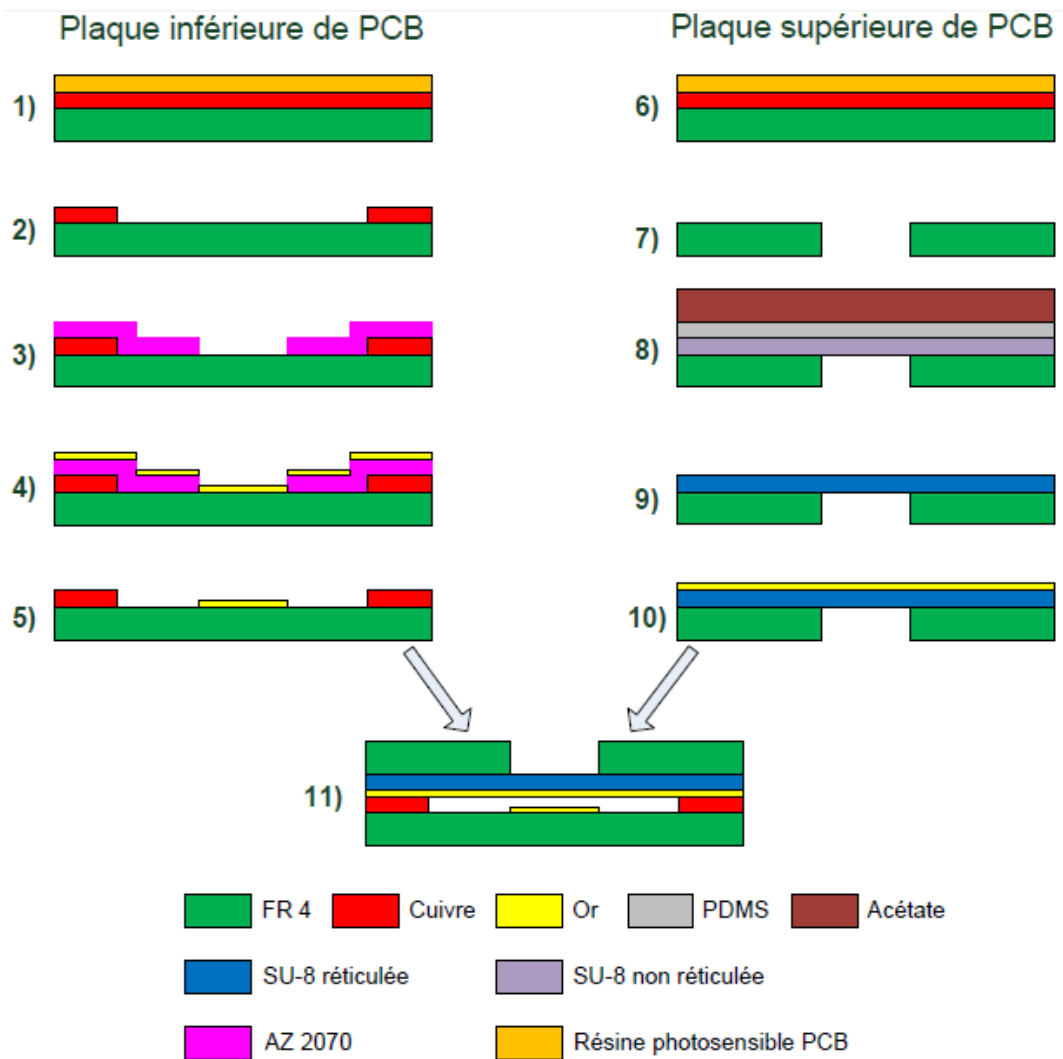 Plaque inférieure de PCB
Plaque supérieure de PCB
1)
6)
2)
7)
3)
8)
4)
9)
5)
10)
11)
FR 4
Cuivre
Or
PDMS
Acétate
SU-8 réticulée
SU-8 non réticulée
AZ 2070
Résine photosensible PCB